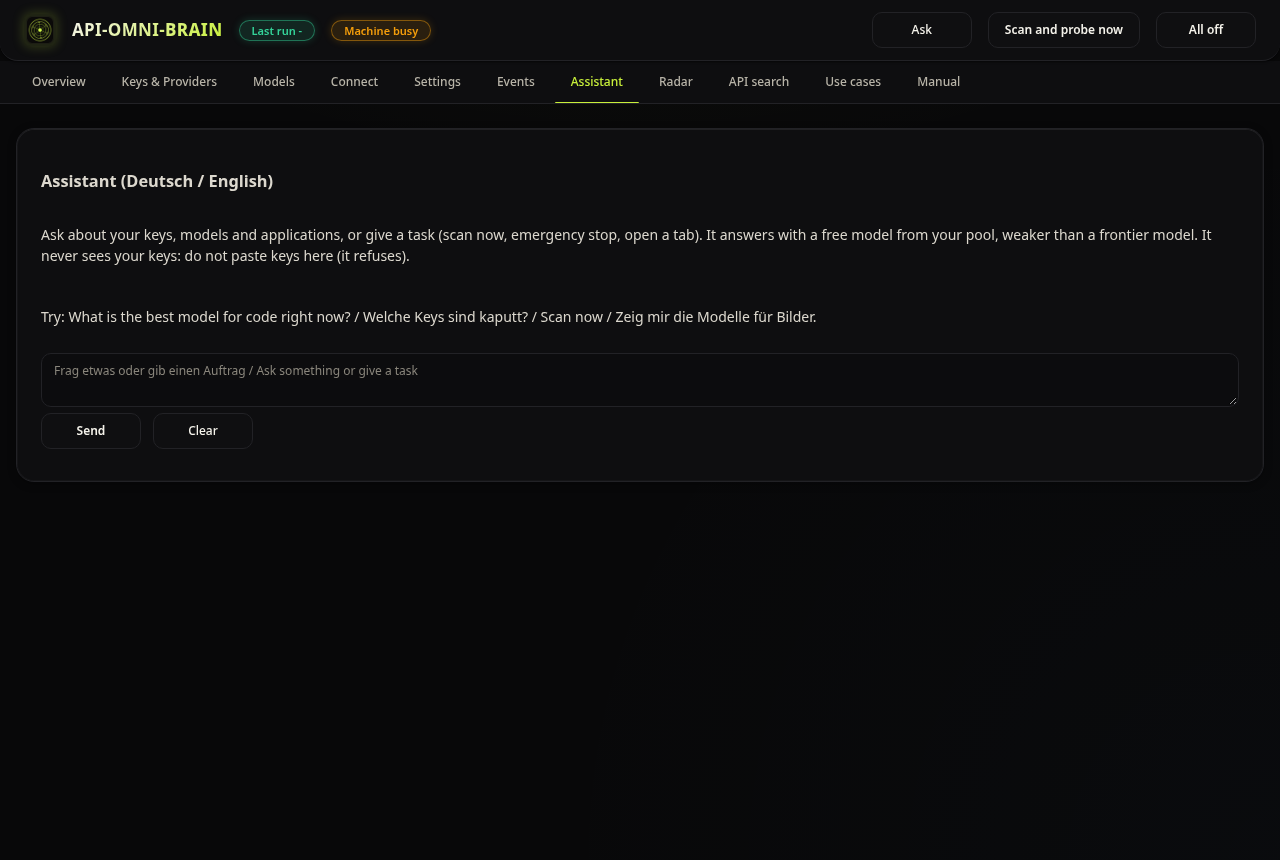 API-OMNI-BRAIN
Last run -
Machine busy
Ask
Scan and probe now
All off
Overview
Keys & Providers
Models
Connect
Settings
Events
Assistant
Radar
API search
Use cases
Manual
Assistant (Deutsch / English)
Ask about your keys, models and applications, or give a task (scan now, emergency stop, open a tab). It answers with a free model from your pool, weaker than a frontier model. It
never sees your keys: do not paste keys here (it refuses).
Try: What is the best model for code right now? / Welche Keys sind kaputt? / Scan now / Zeig mir die Modelle für Bilder.
Frag etwas oder gib einen Auftrag / Ask something or give a task
Send
Clear